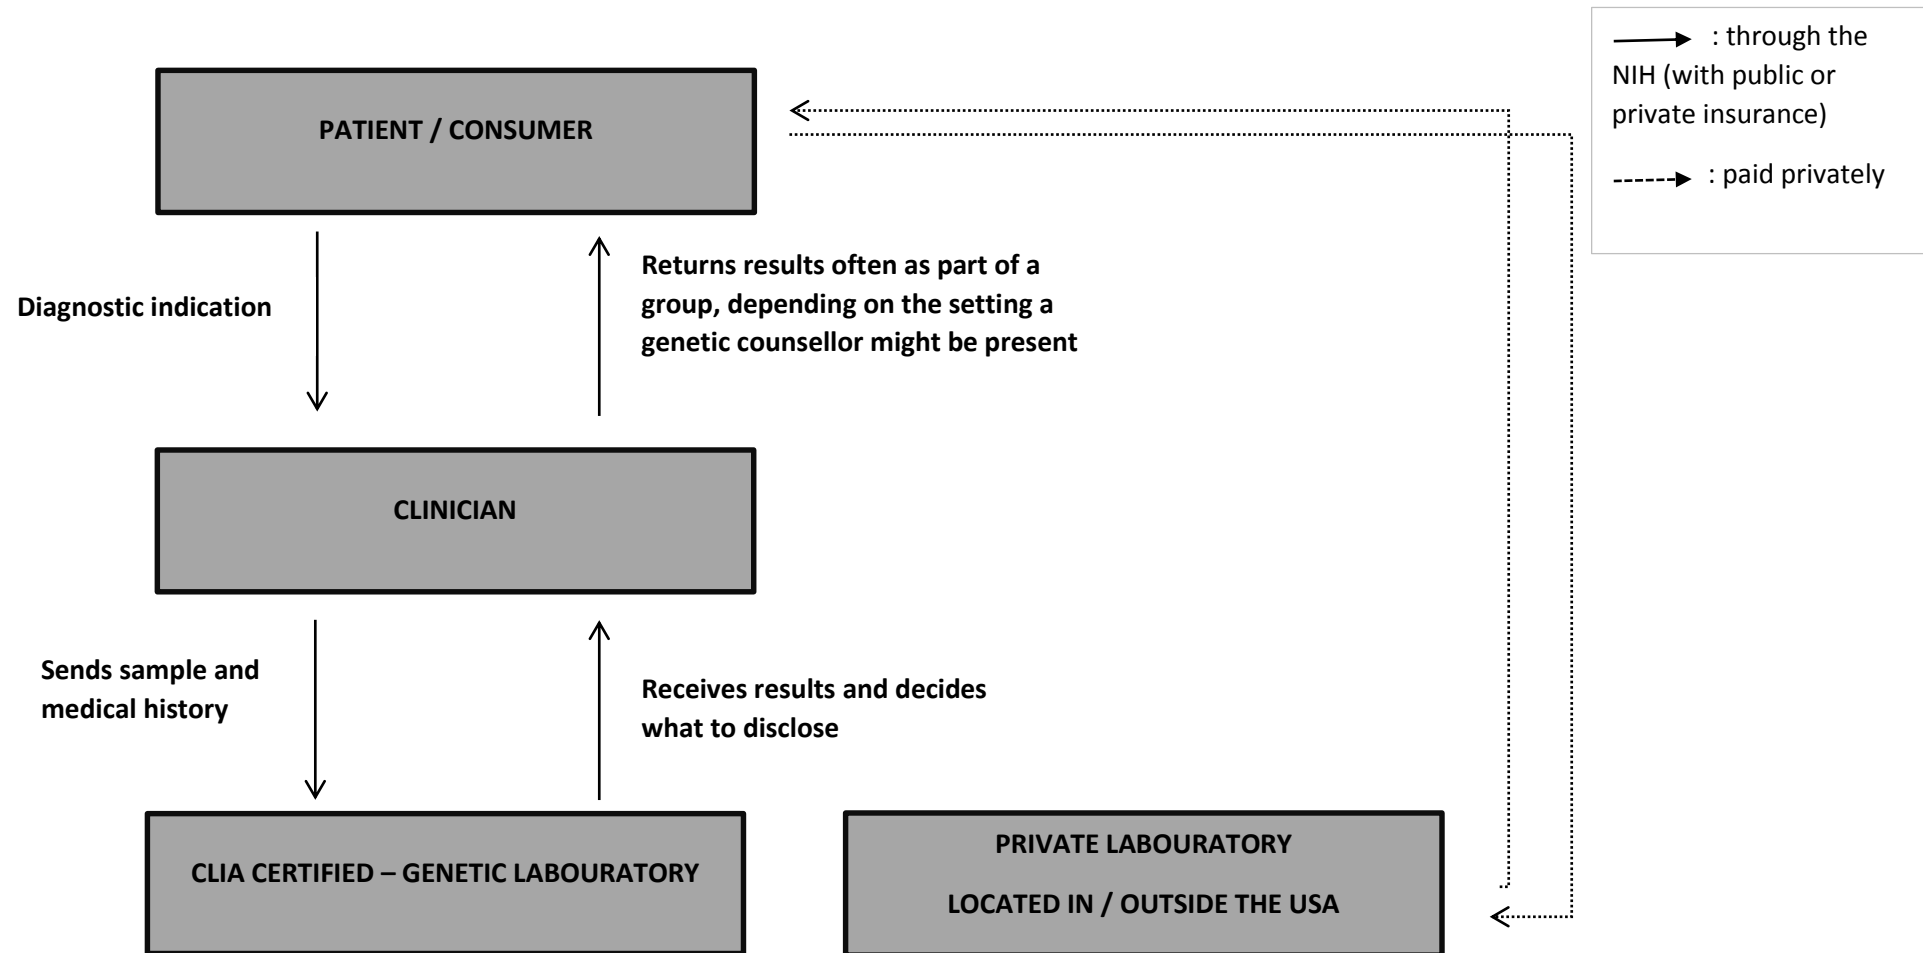 PATIENT / CONSUMER
: through the
NIH (with public or
private insurance)
: paid privately
Diagnostic indication
Returns results often as part of a
group, depending on the setting a
genetic counsellor might be present
CLINICIAN
Sends sample and
medical history
Receives results and decides
what to disclose
CLIA CERTIFIED – GENETIC LABOURATORY
PRIVATE LABOURATORY
LOCATED IN / OUTSIDE THE USA